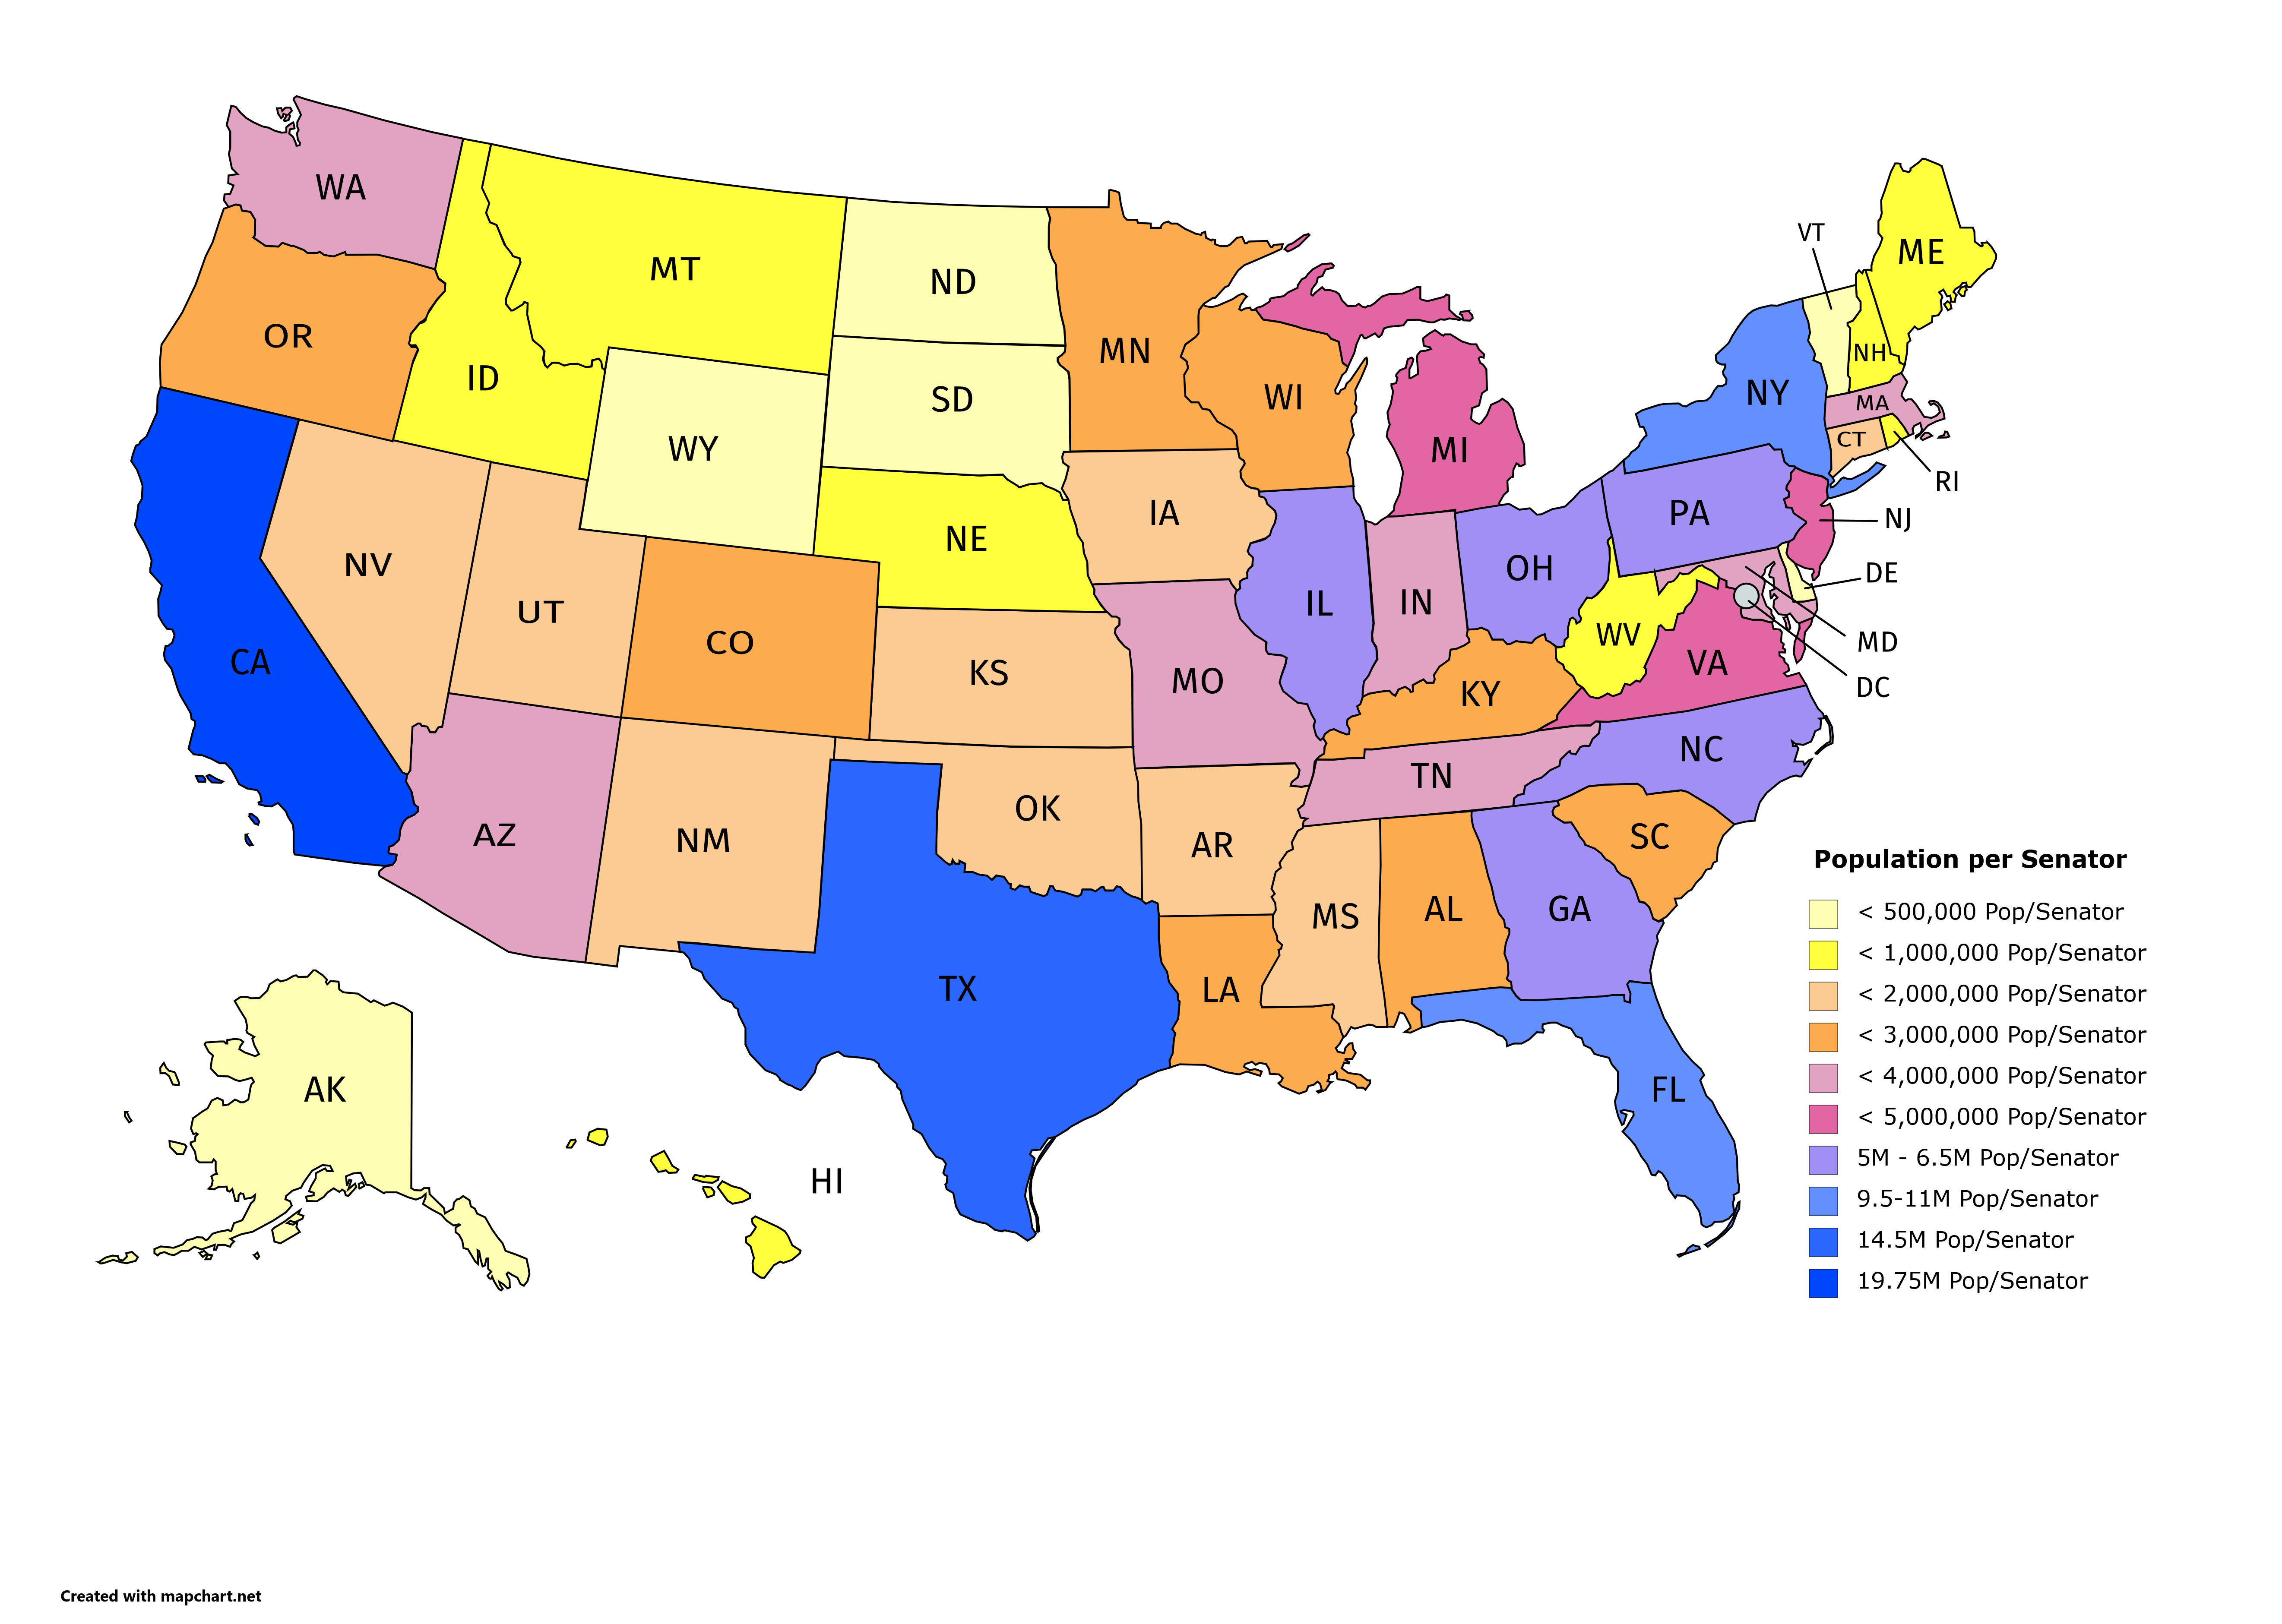 WA
MT
ND
MN
OR
ID
SD
WI
MI
VT
ME
NH
NY
MA
CT
RI
WY
NE
IA
PA
NJ
NV
UT
CO
IL
IN
OH
DE
WV
MD
CA
KS
MO
KY
VA
DC
NC
AZ
NM
OK
AR
TN
SC
TX
LA
MS
AL
GA
AK
HI
FL
Population per Senator
< 500,000 Pop/Senator
< 1,000,000 Pop/Senator
< 2,000,000 Pop/Senator
< 3,000,000 Pop/Senator
< 4,000,000 Pop/Senator
< 5,000,000 Pop/Senator
5M - 6.5M Pop/Senator
9.5-11M Pop/Senator
14.5M Pop/Senator
19.75M Pop/Senator
Created with mapchart.net